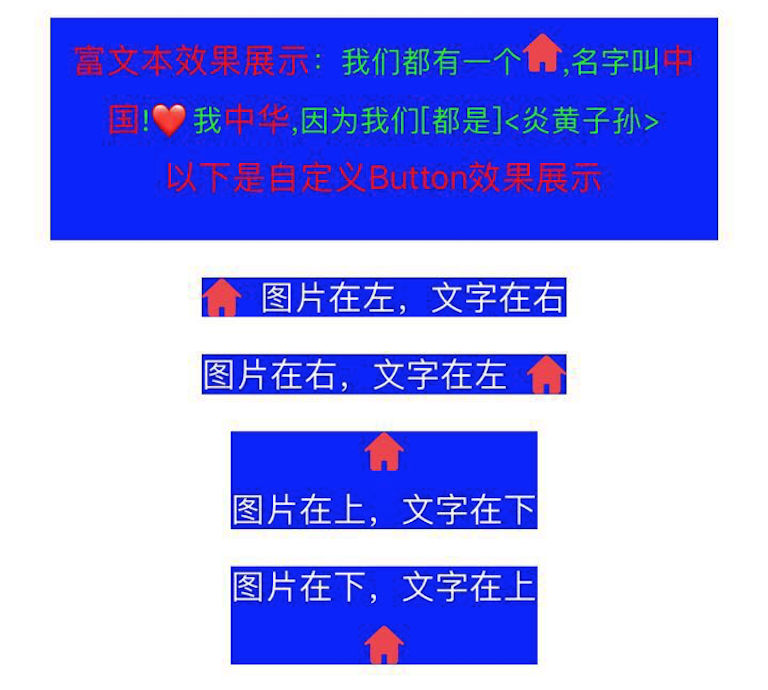 富文本效果展示：我们都有一个,名字叫中
国!❤️我中华,因为我们[都是]<炎黄子孙>
以下是自定义Button效果展示
图片在左，文字在右
图片在右，文字在左
图片在上，文字在下
图片在下，文字在上